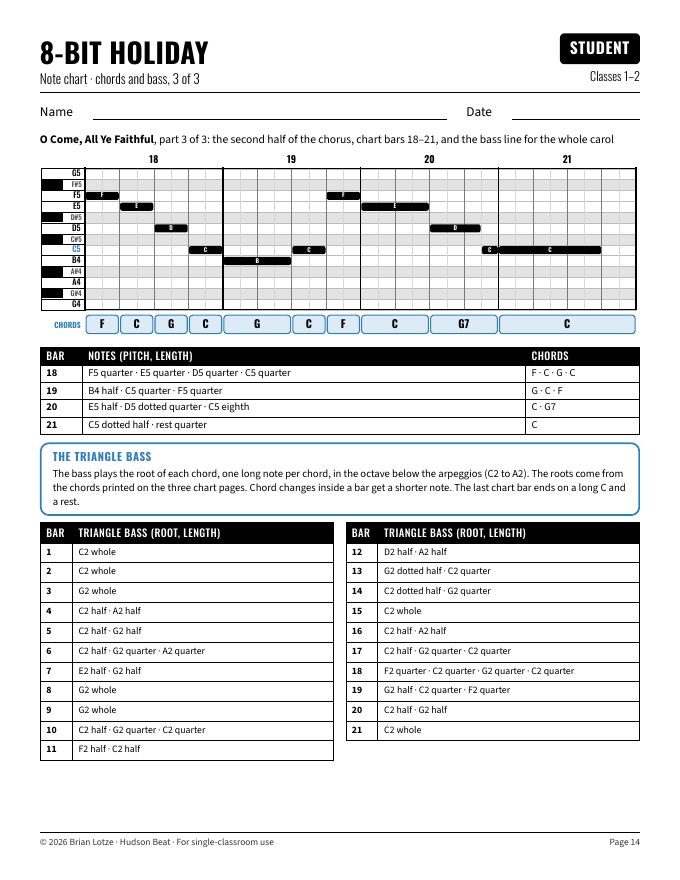 8-BIT HOLIDAY
STUDENT
Note chart · chords and bass, 3 of 3
Classes 1–2
Name
Date
O Come, All Ye Faithful, part 3 of 3: the second half of the chorus, chart bars 18–21, and the bass line for the whole carol
18 19 20 21
G5
F#5
F5 F F
E5 E E
D#5
D5 D D
C#5
C5 C C C C
B4 B
A#4
A4
G#4
G4
CHORDS F C G C G C F C G7 C
BAR NOTES (PITCH, LENGTH) CHORDS
18 F5 quarter · E5 quarter · D5 quarter · C5 quarter F · C · G · C
19 B4 half · C5 quarter · F5 quarter G · C · F
20 E5 half · D5 dotted quarter · C5 eighth C · G7
21 C5 dotted half · rest quarter C
THE TRIANGLE BASS
The bass plays the root of each chord, one long note per chord, in the octave below the arpeggios (C2 to A2). The roots come from
the chords printed on the three chart pages. Chord changes inside a bar get a shorter note. The last chart bar ends on a long C and
a rest.
BAR TRIANGLE BASS (ROOT, LENGTH)
1 C2 whole
2 C2 whole
3 G2 whole
4 C2 half · A2 half
5 C2 half · G2 half
6 C2 half · G2 quarter · A2 quarter
7 E2 half · G2 half
8 G2 whole
9 G2 whole
10 C2 half · G2 quarter · C2 quarter
11 F2 half · C2 half
BAR TRIANGLE BASS (ROOT, LENGTH)
12 D2 half · A2 half
13 G2 dotted half · C2 quarter
14 C2 dotted half · G2 quarter
15 C2 whole
16 C2 half · A2 half
17 C2 half · G2 quarter · C2 quarter
18 F2 quarter · C2 quarter · G2 quarter · C2 quarter
19 G2 half · C2 quarter · F2 quarter
20 C2 half · G2 half
21 C2 whole
© 2026 Brian Lotze · Hudson Beat · For single-classroom use
Page 14